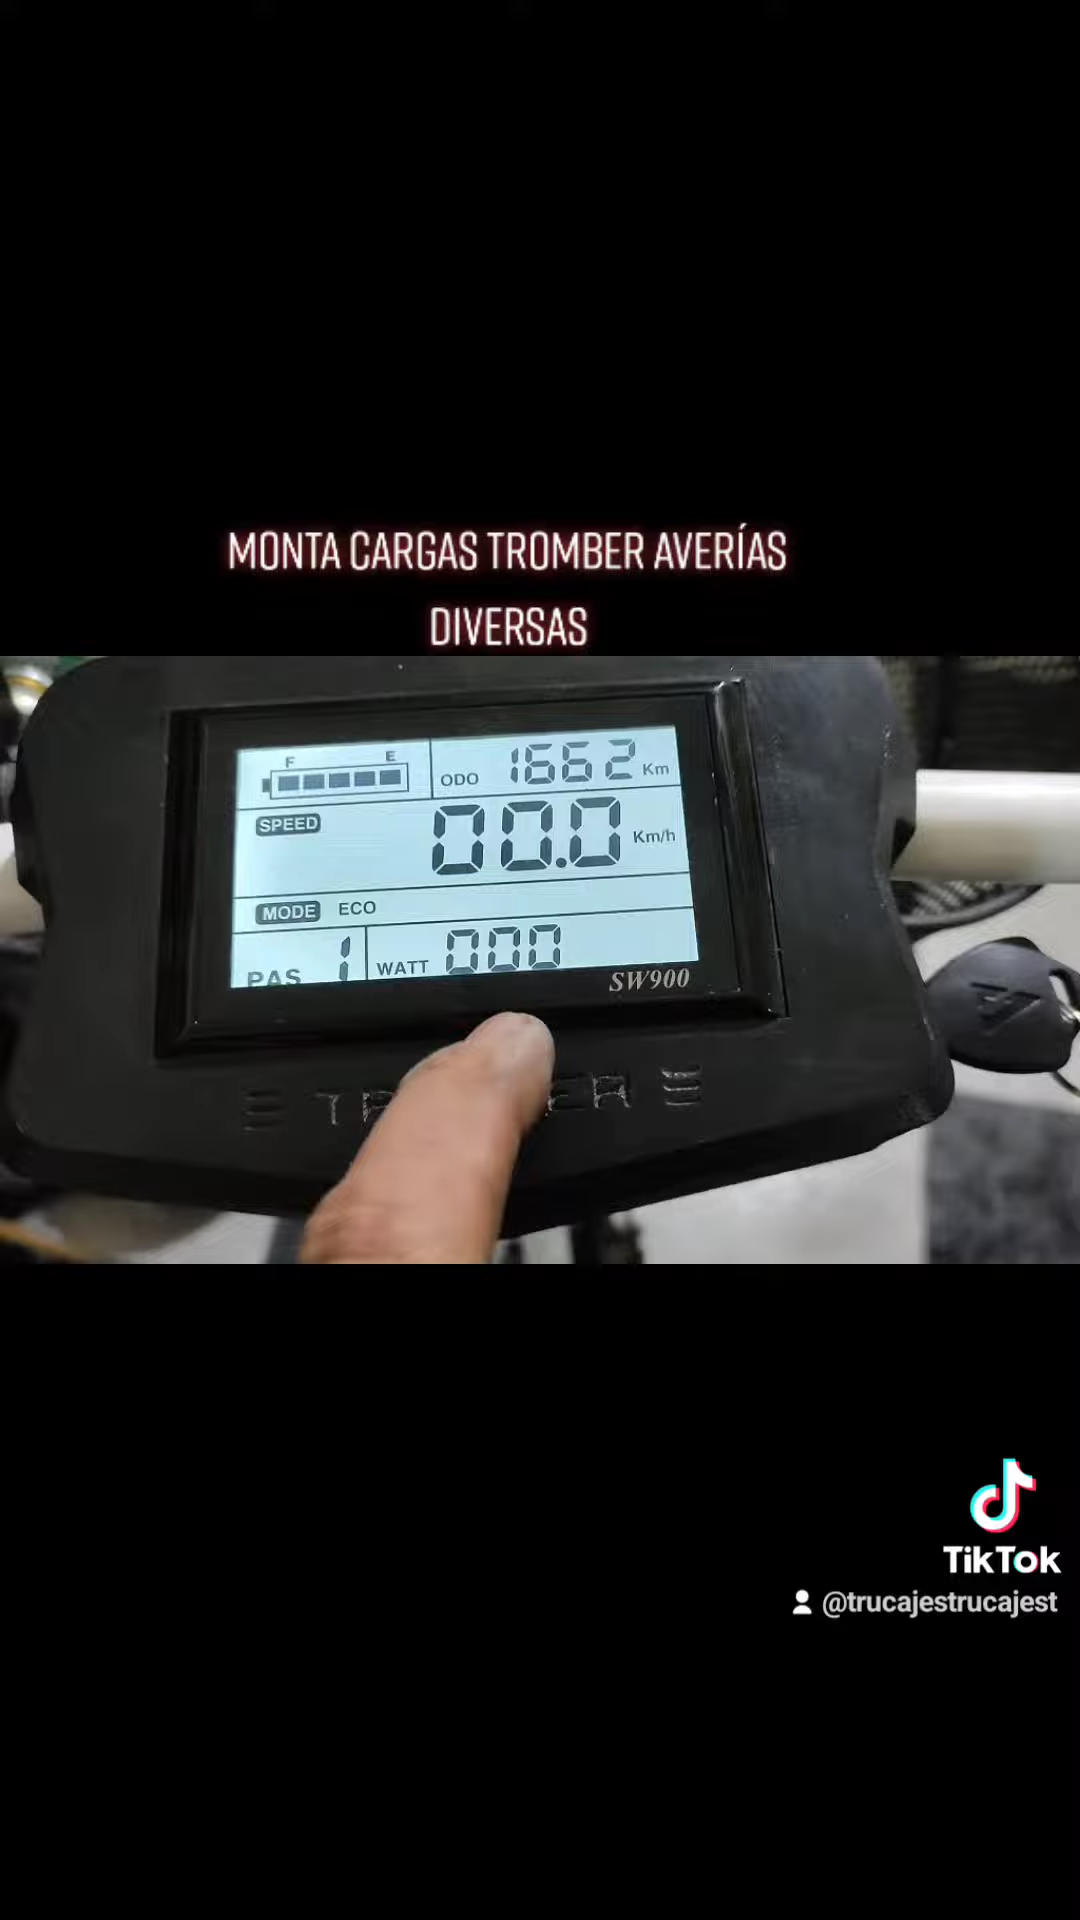 MONTA CARGAS TROMBER AVERÍAS
DIVERSAS
F E
ODO 1662 Km
SPEED 00.0 Km/h
MODE ECO
PAS 1 WATT 000
SW900
TikTok
@trucajestrucajest